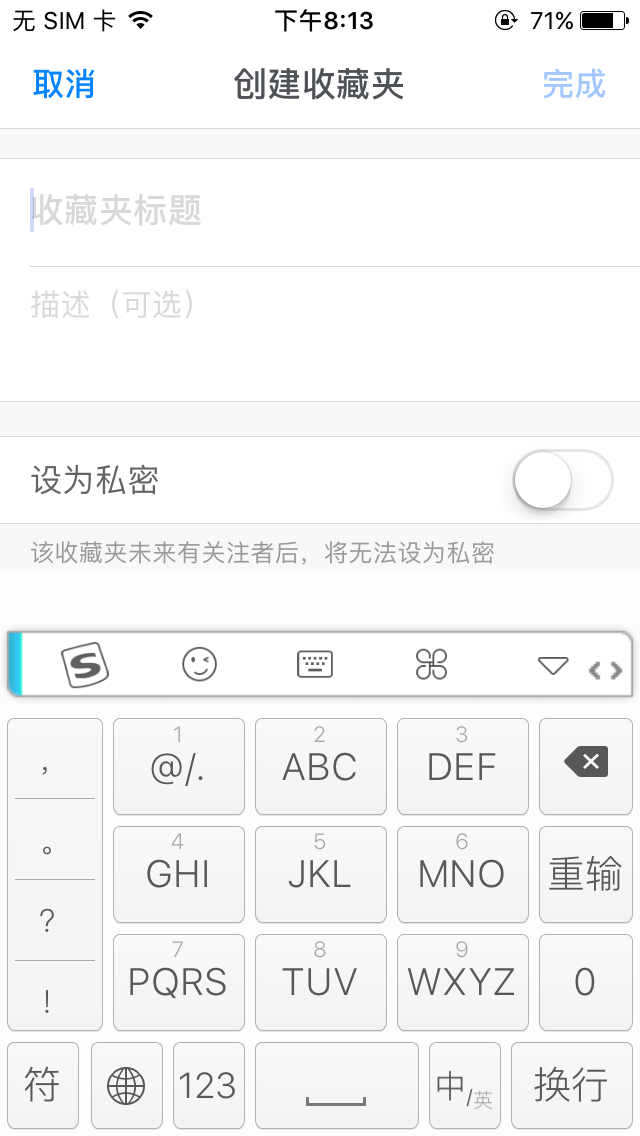 无 SIM 卡 下午8:13 71%
取消 创建收藏夹 完成
收藏夹标题
描述（可选）
设为私密
该收藏夹未来有关注者后，将无法设为私密
S
， 1 @/. 2 ABC 3 DEF
。 4 GHI 5 JKL 6 MNO 重输
? 7 PQRS 8 TUV 9 WXYZ 0
!
符 123 中/英 换行